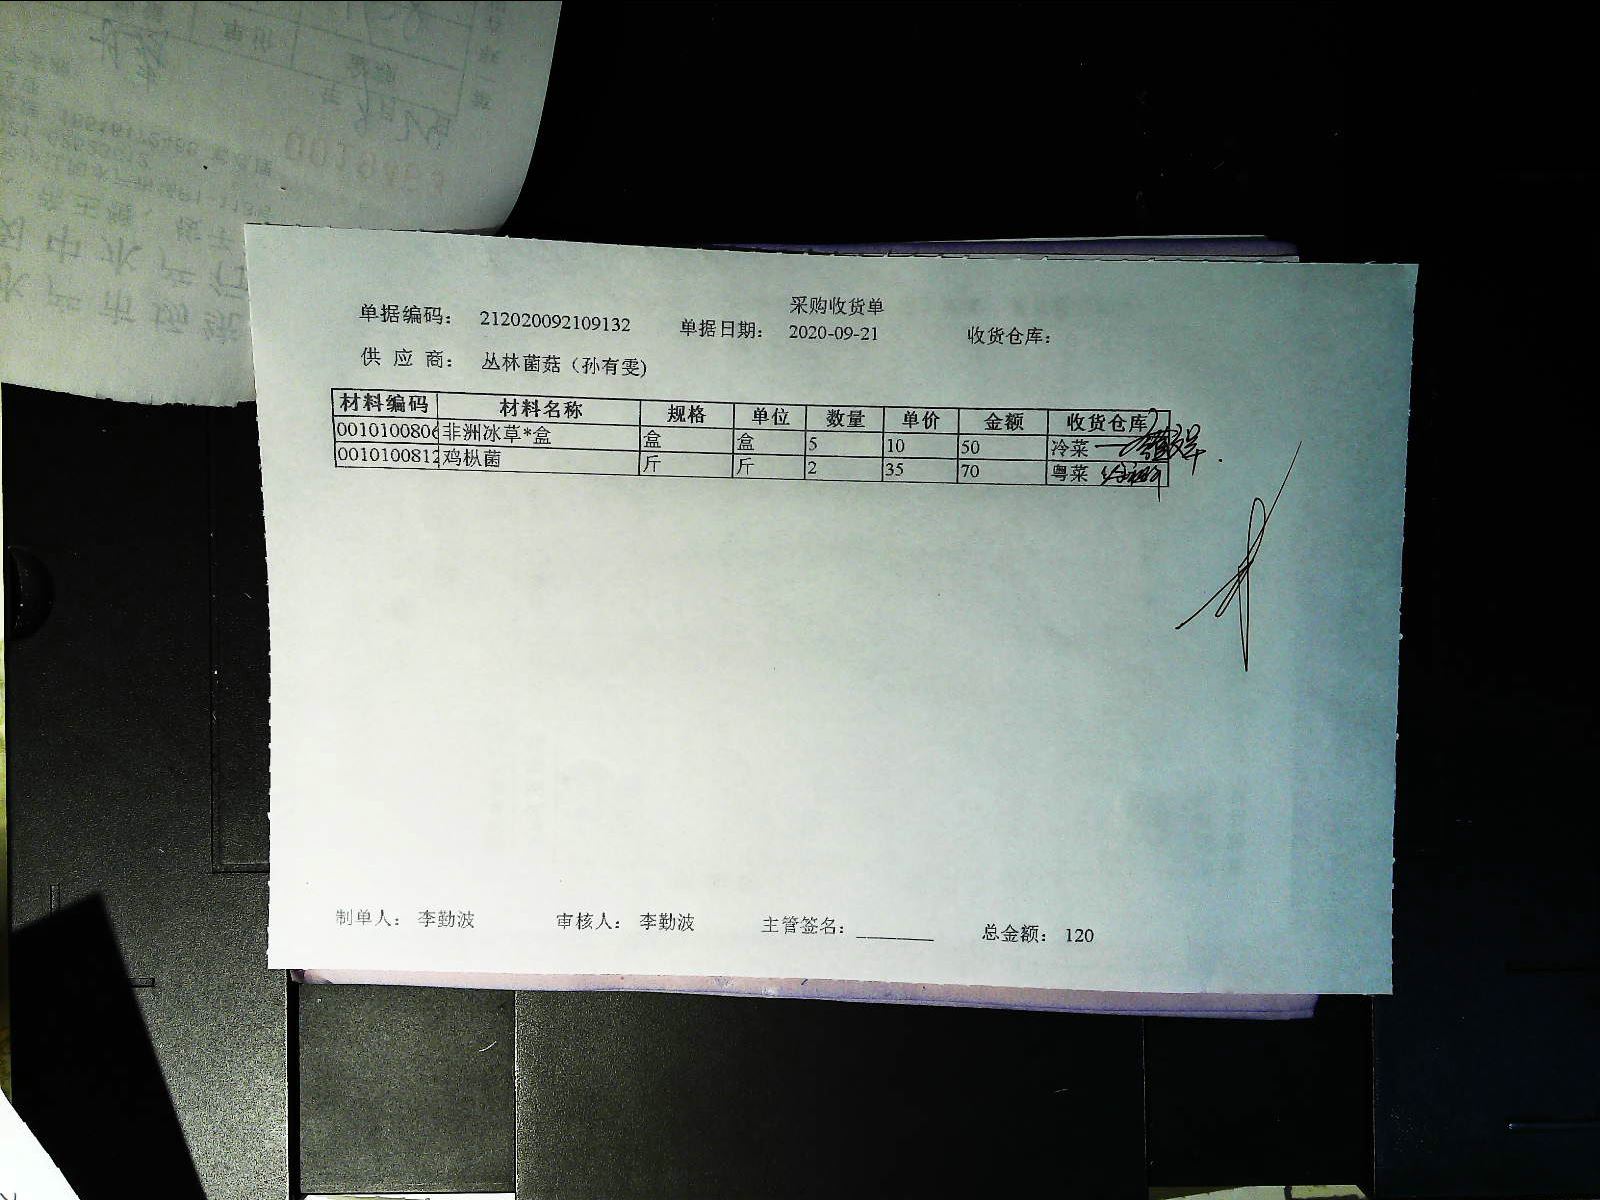 采购收货单
单据编码： 212020092109132 单据日期： 2020-09-21 收货仓库：
供 应 商： 丛林菌菇（孙有雯)
材料编码 材料名称 规格 单位 数量 单价 金额 收货仓库
0010100806 非洲冰草*盒 盒 盒 5 10 50 冷菜
0010100812 鸡枞菌 斤 斤 2 35 70 粤菜
制单人： 李勤波 审核人： 李勤波 主管签名： 总金额： 120